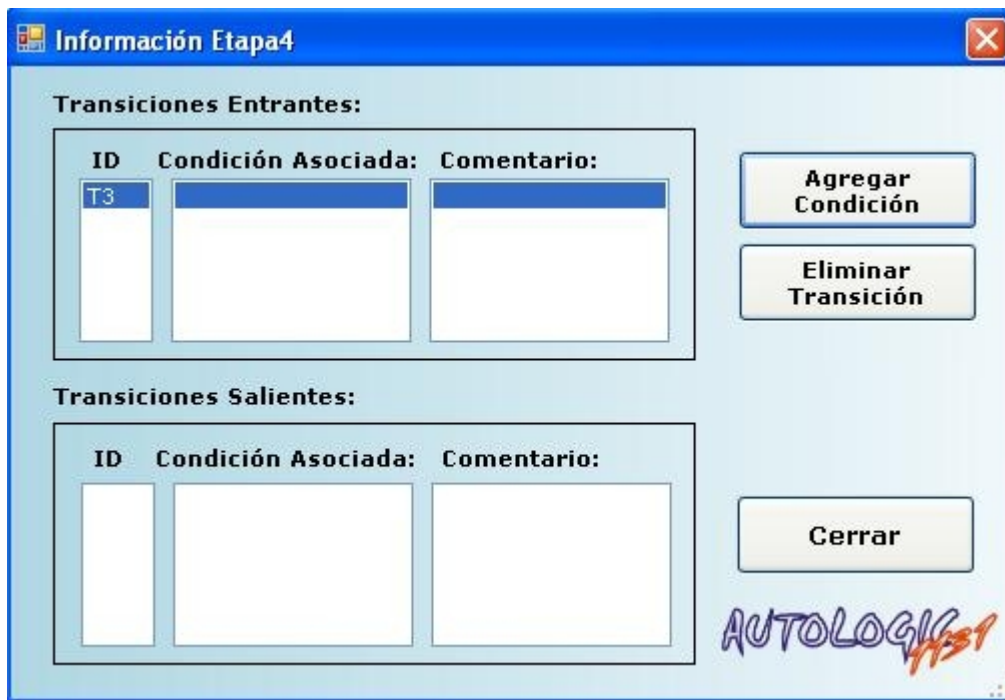 Información Etapa4
Transiciones Entrantes:
ID Condición Asociada: Comentario:
T3
Agregar
Condición
Eliminar
Transición
Transiciones Salientes:
ID Condición Asociada: Comentario:
Cerrar
AUTOLOGIC
1131